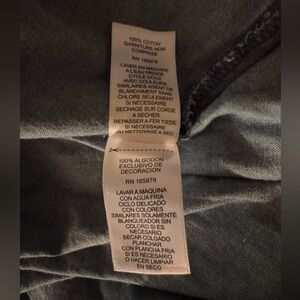 100% COTON
GARNITURE NON
COMPRISE
RN 165979
LAVER EN MACHINE
A L'EAU FROIDE
CYCLE DOUX
AVEC COULEURS
SIMILAIRES AGENT DE
BLANCHIMENT SANS
CHLORE SEULEMENT
SI NECESSAIRE
SECHAGE SUR CORDE
A SECHER
REPASSER A FER TIEDE
SI NECESSAIRE
OU NETTOYAGE A SEC
100% ALGODON
EXCLUSIVO DE
DECORACION
RN 165979
LAVAR A MAQUINA
CON AGUA FRIA
CICLO DELICADO
CON COLORES
SIMILARES SOLAMENTE
BLANQUEADOR SIN
CLORO SI ES
NECESARIO
SECAR COLGADO
PLANCHAR
CON PLANCHA FRIA
SI ES NECESARIO
O HACER LIMPIAR
EN SECO